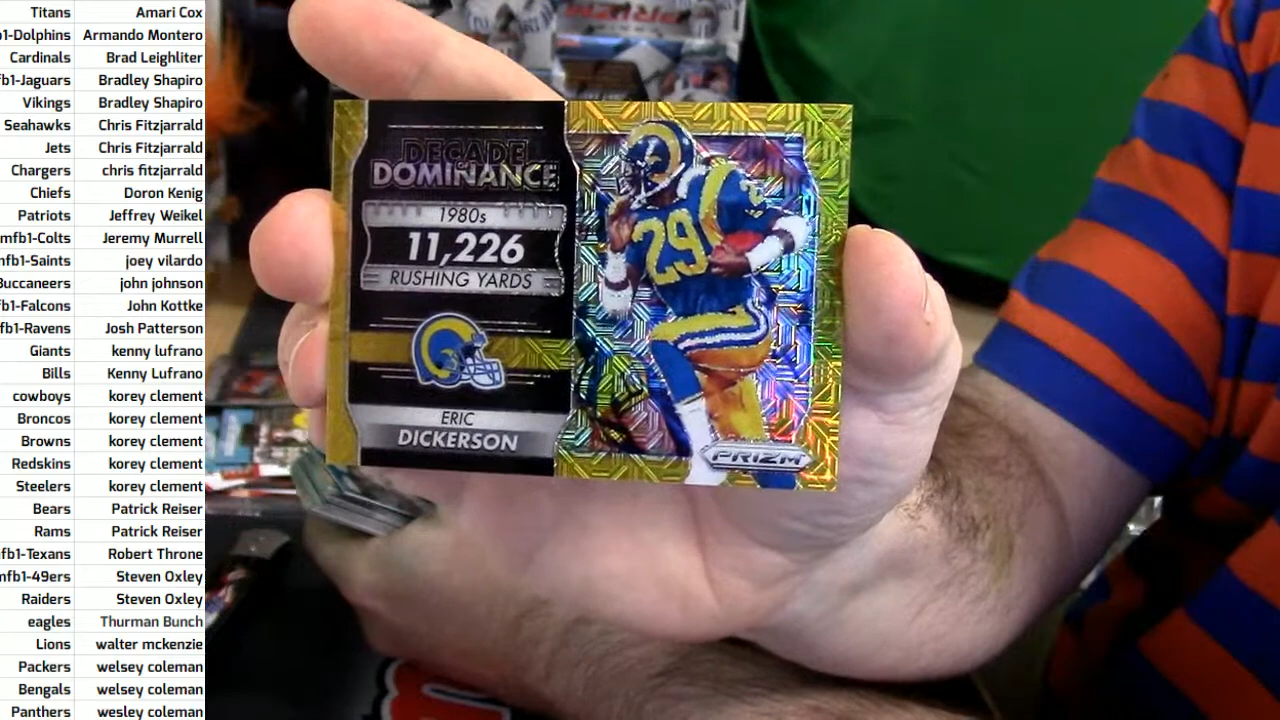 Titans Amari Cox
b1-Dolphins Armando Montero
Cardinals Brad Leighliter
fb1-Jaguars Bradley Shapiro
Vikings Bradley Shapiro
Seahawks Chris Fitzjarrald
Jets Chris Fitzjarrald
Chargers chris fitzjarrald
Chiefs Doron Kenig
Patriots Jeffrey Weikel
mfb1-Colts Jeremy Murrell
nfb1-Saints joey vilardo
Buccaneers john johnson
fb1-Falcons John Kottke
fb1-Ravens Josh Patterson
Giants kenny lufrano
Bills Kenny Lufrano
cowboys korey clement
Broncos korey clement
Browns korey clement
Redskins korey clement
Steelers korey clement
Bears Patrick Reiser
Rams Patrick Reiser
nfb1-Texans Robert Throne
mfb1-49ers Steven Oxley
Raiders Steven Oxley
eagles Thurman Bunch
Lions walter mckenzie
Packers welsey coleman
Bengals welsey coleman
Panthers wesley coleman
DECADE
DOMINANCE
1980s
11,226
RUSHING YARDS
ERIC
DICKERSON
29
PRIZM